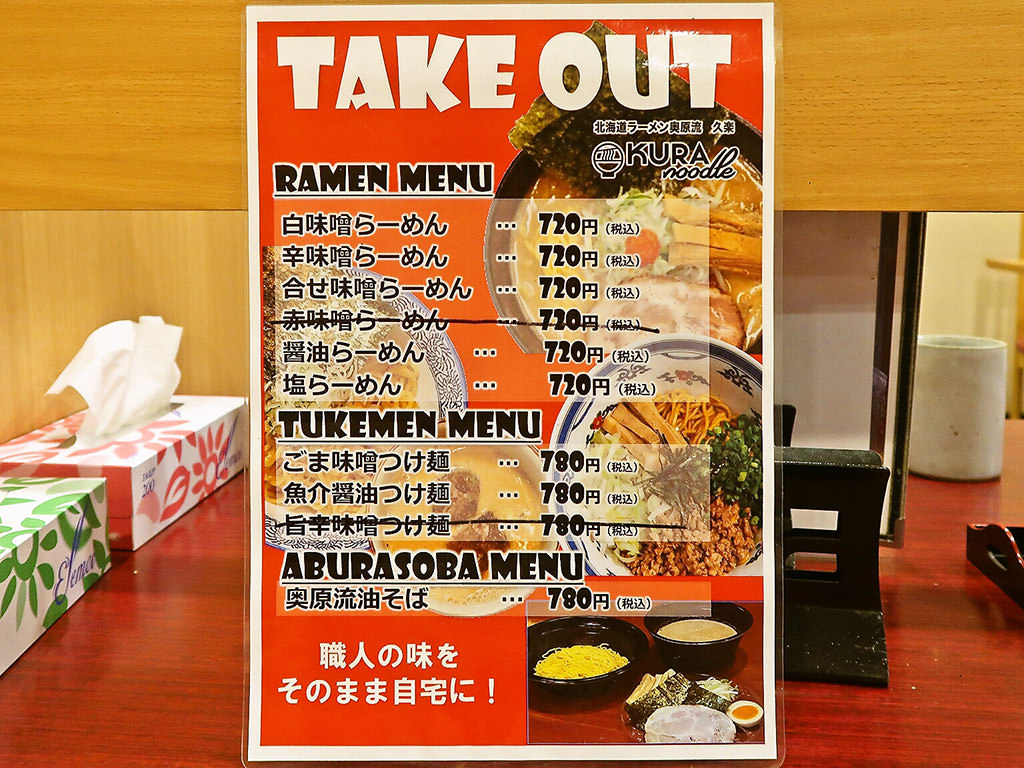 TAKE OUT
北海道ラーメン奥原流 久楽
KURA
noodle
RAMEN MENU
白味噌らーめん … 720円(税込)
辛味噌らーめん … 720円(税込)
合せ味噌らーめん … 720円(税込)
赤味噌らーめん … 720円(税込)
醤油らーめん … 720円(税込)
塩らーめん … 720円(税込)
TUKEMEN MENU
ごま味噌つけ麺 … 780円(税込)
魚介醤油つけ麺 … 780円(税込)
旨辛味噌つけ麺 … 780円(税込)
ABURASOBA MENU
奥原流油そば … 780円(税込)
職人の味を
そのまま自宅に！
200
Elemoi